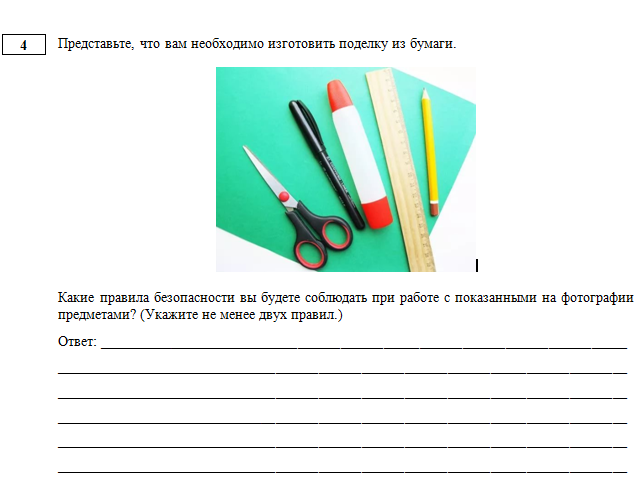 4
Представьте, что вам необходимо изготовить поделку из бумаги.
Какие правила безопасности вы будете соблюдать при работе с показанными на фотографии
предметами? (Укажите не менее двух правил.)
Ответ: